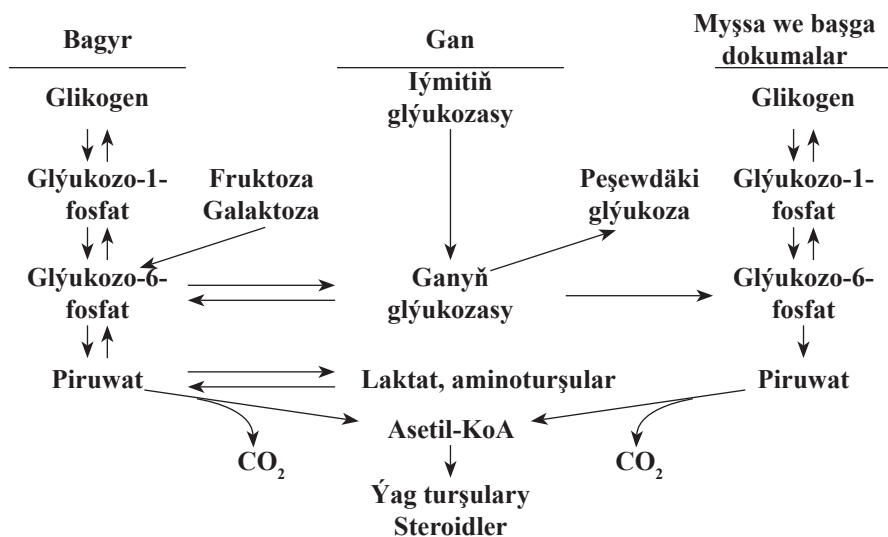 Bagyr
Gan
Myşsa we başga
dokumalar
Glikogen
Iýmitiň
glýukozasy
Glikogen
Glýukozo-1-
fosfat
Fruktoza
Galaktoza
Peşewdäki
glýukoza
Glýukozo-1-
fosfat
Glýukozo-6-
fosfat
Ganyň
glýukozasy
Glýukozo-6-
fosfat
Piruwat
Laktat, aminoturşular
Piruwat
Asetil-KoA
CO₂
CO₂
Ýag turşulary
Steroidler